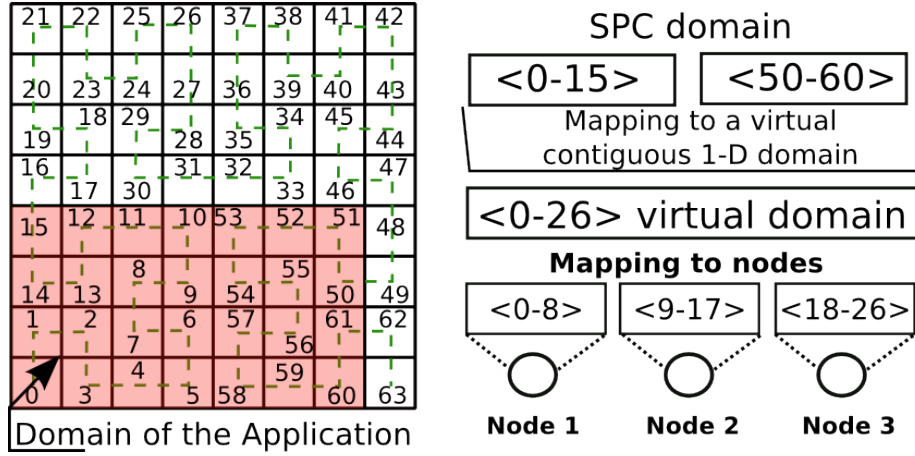 21 22 25 26 37 38 41 42
20 23 24 27 36 39 40 43
19 18 29 28 35 34 45 44
16 17 30 31 32 33 46 47
15 12 11 10 53 52 51 48
14 13 8 9 54 55 50 49
1 2 7 6 57 56 61 62
0 3 4 5 58 59 60 63
Domain of the Application
SPC domain
<0-15> <50-60>
Mapping to a virtual
contiguous 1-D domain
<0-26> virtual domain
Mapping to nodes
<0-8> <9-17> <18-26>
Node 1 Node 2 Node 3